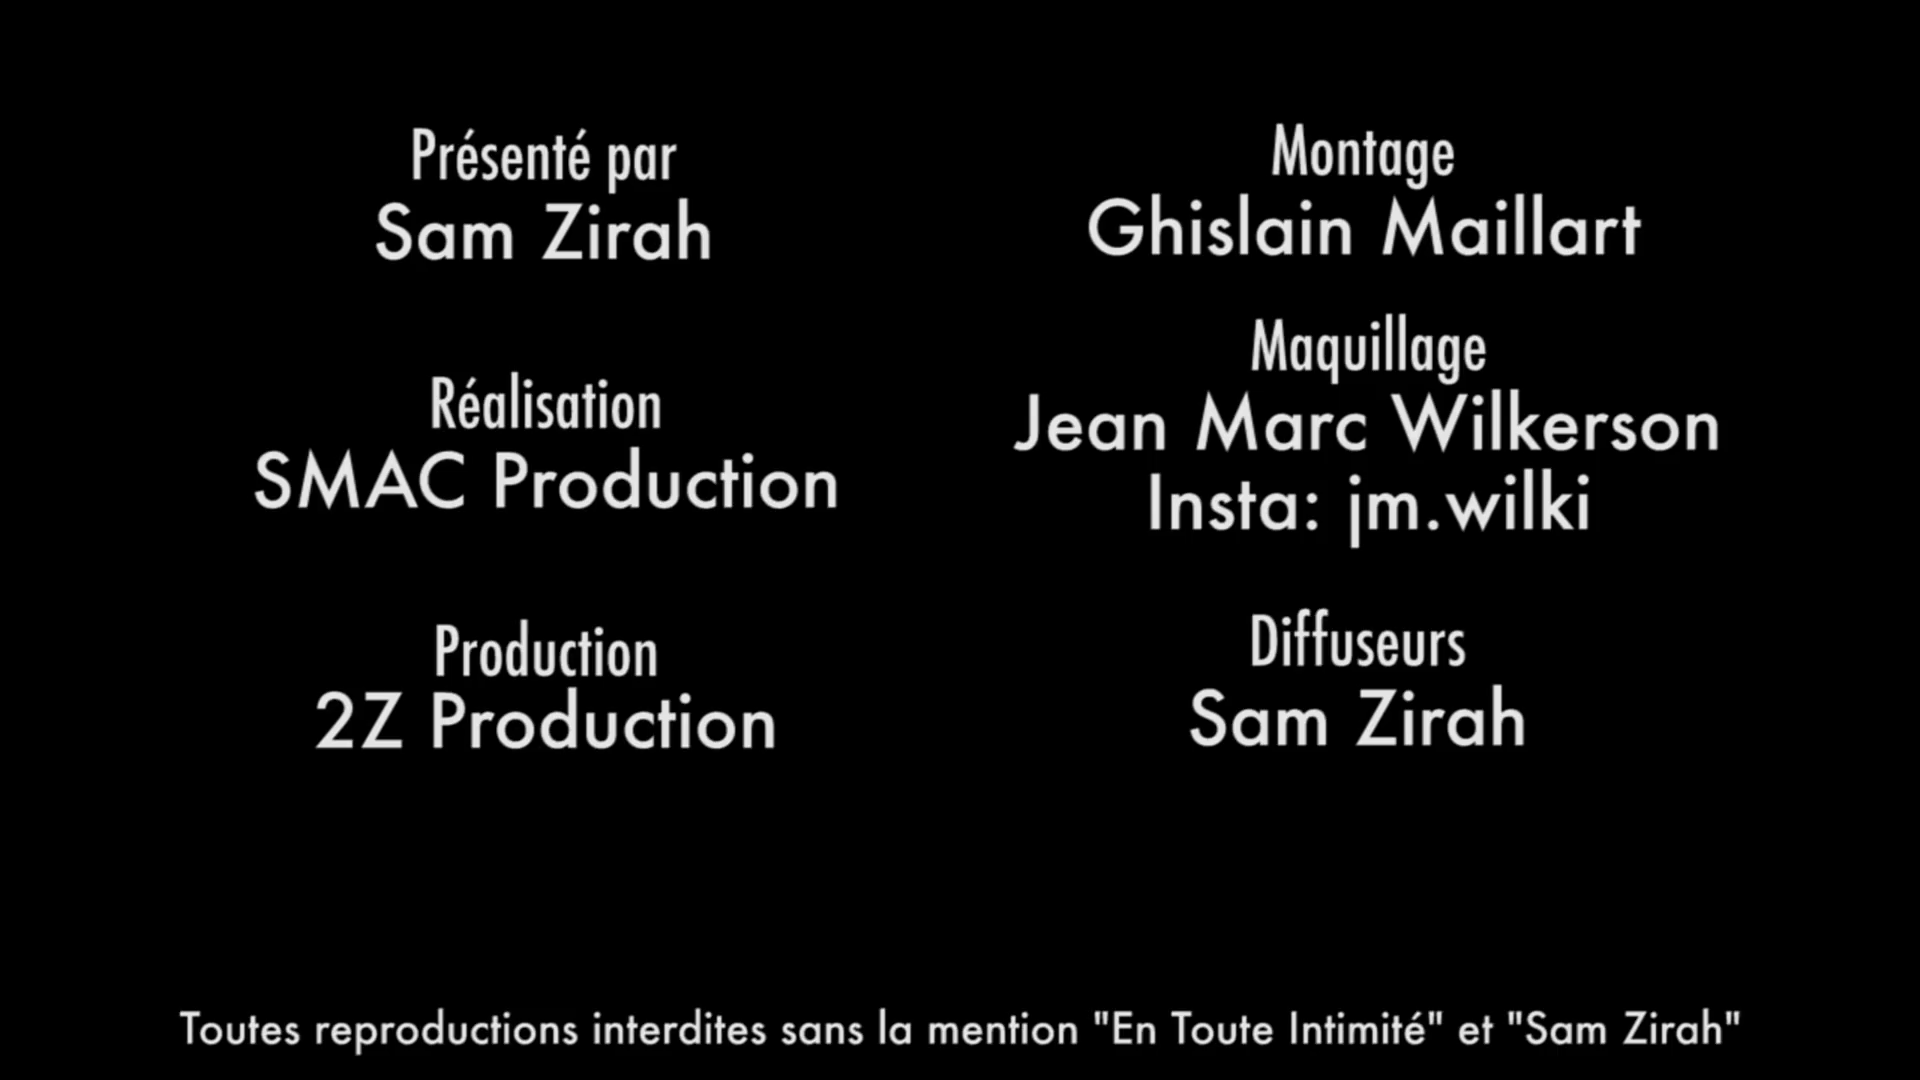 Présenté par
Sam Zirah
Réalisation
SMAC Production
Production
2Z Production
Montage
Ghislain Maillart
Maquillage
Jean Marc Wilkerson
Insta: jm.wilki
Diffuseurs
Sam Zirah
Toutes reproductions interdites sans la mention "En Toute Intimité" et "Sam Zirah"